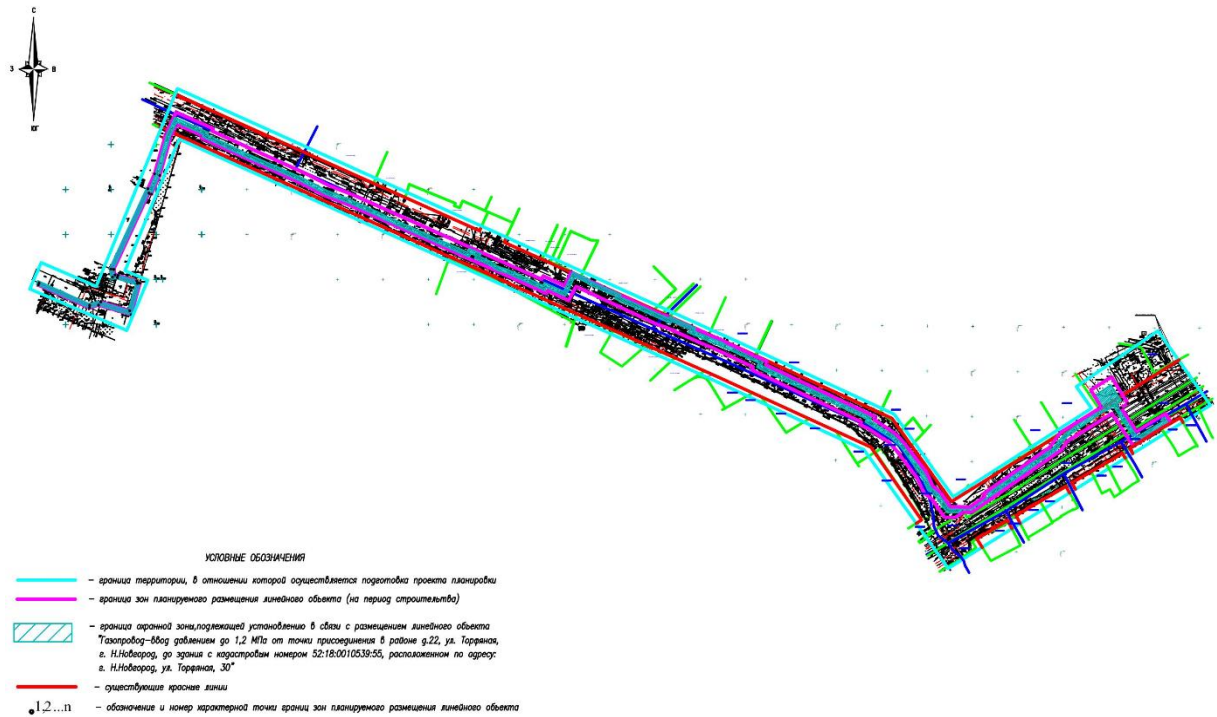 С
З
В
ЮГ
УСЛОВНЫЕ ОБОЗНАЧЕНИЯ
– граница территории, в отношении которой осуществляется подготовка проекта планировки
– граница зон планируемого размещения линейного объекта (на период строительства)
– граница охранной зоны,подлежащей установлению в связи с размещением линейного объекта
"Газопровод–ввод давлением до 1,2 МПа от точки присоединения в районе д.22, ул. Торфяная,
г. Н.Новгород, до здания с кадастровым номером 52:18:0010539:55, расположенном по адресу:
г. Н.Новгород, ул. Торфяная, 30"
– существующие красные линии
1,2...n – обозначение и номер характерной точки границ зон планируемого размещения линейного объекта